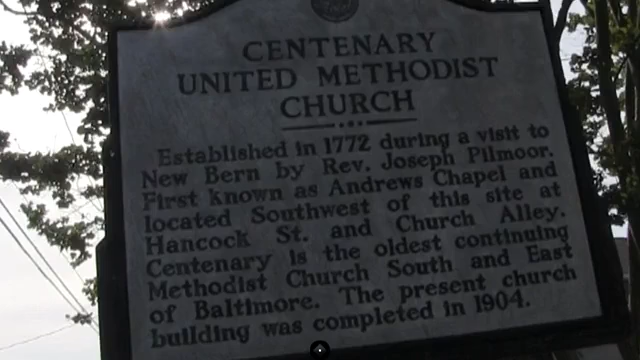 CENTENARY
UNITED METHODIST
CHURCH
Established in 1772 during a visit to
New Bern by Rev. Joseph Pilmoor.
First known as Andrews Chapel and
located Southwest of this site at
Hancock St. and Church Alley.
Centenary is the oldest continuing
Methodist Church South and East
of Baltimore. The present church
building was completed in 1904.